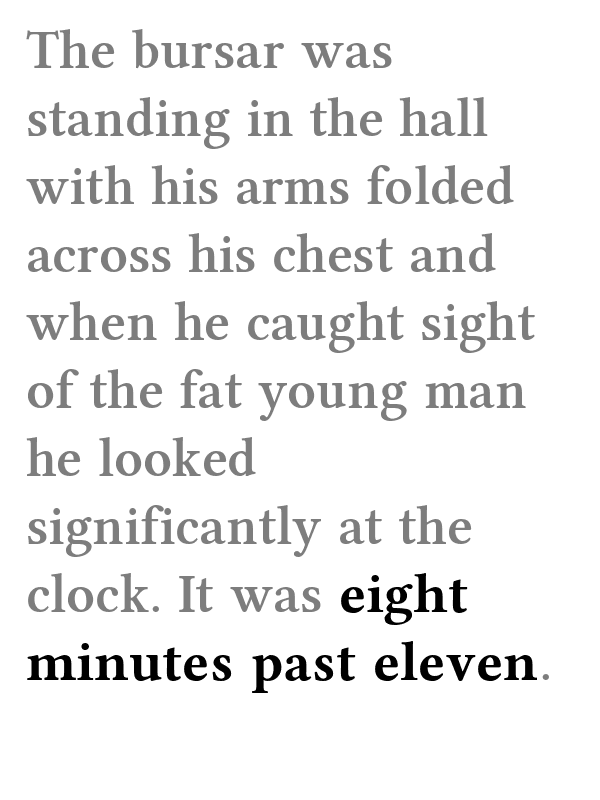 The bursar was
standing in the hall
with his arms folded
across his chest and
when he caught sight
of the fat young man
he looked
significantly at the
clock. It was eight
minutes past eleven.